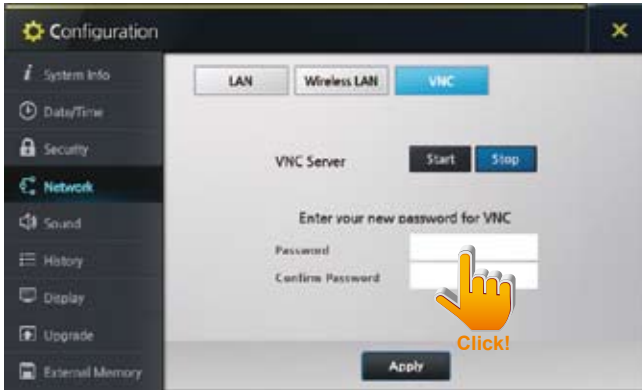 Configuration
×
i System Info
Date/Time
Security
Network
Sound
History
Display
Upgrade
External Memory
LAN Wireless LAN VNC
VNC Server Start Stop
Enter your new password for VNC
Password
Confirm Password
Click!
Apply